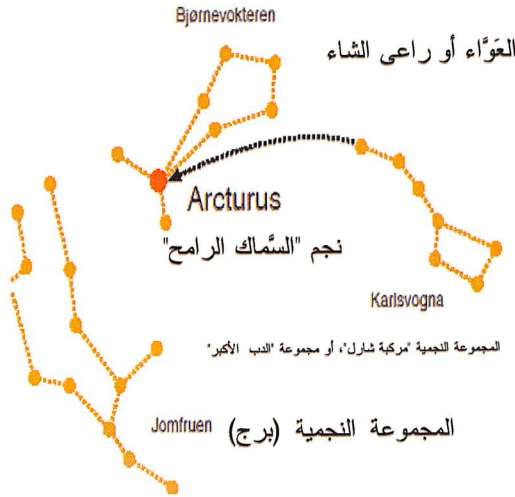 Bjørnevokteren
العَوَّاء أو راعى الشاء
Arcturus
نجم "السَّماك الرامح"
Karlsvogna
المجموعة النجمية "مركبة شارل"، أو مجموعة "الدب الأكبر"
Jomfruen
المجموعة النجمية (برج)